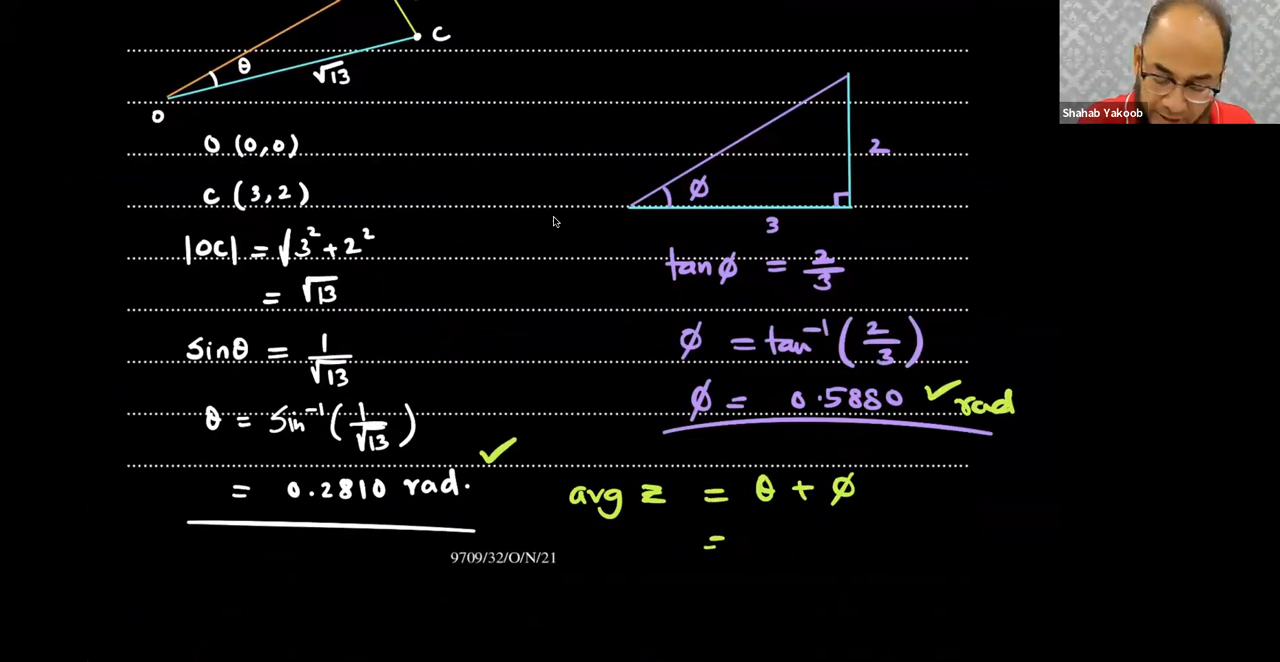 C
θ
√13
O
O (0,0)
C (3,2)
|OC| = √3² + 2²
= √13
sinθ = 1/√13
θ = Sin⁻¹(1/√13)
= 0.2810 rad.
2
ϕ
3
tanϕ = 2/3
ϕ = tan⁻¹(2/3)
ϕ = 0.5880 ✓ rad
✓
avg z = θ + ϕ
=
9709/32/O/N/21
Shahab Yakoob